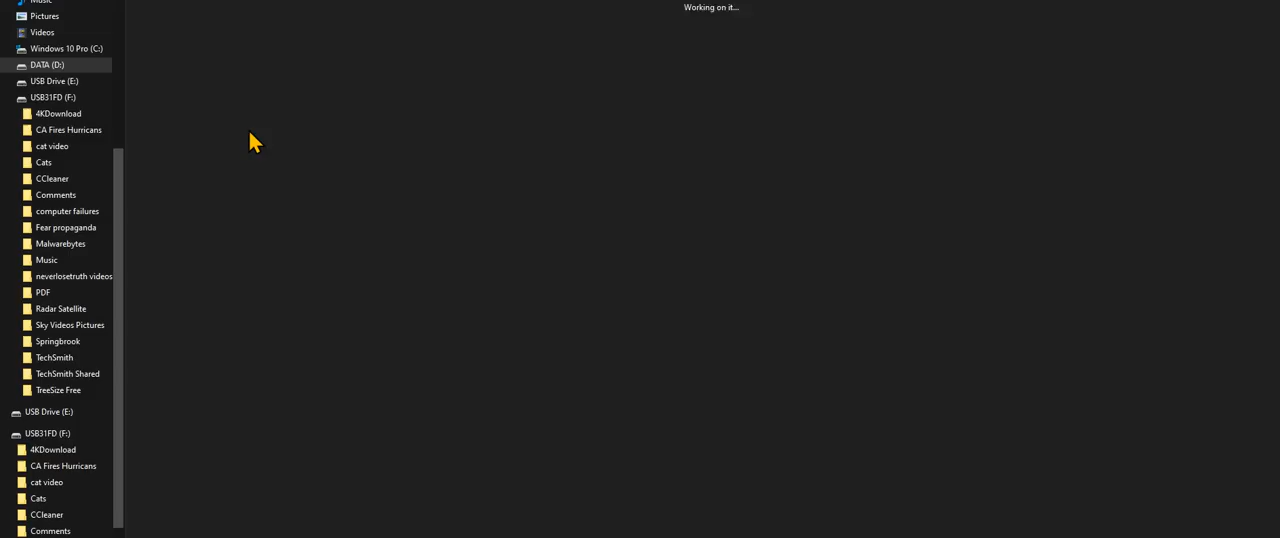 Music
Working on it...
Pictures
Videos
Windows 10 Pro (C:)
DATA (D:)
USB Drive (E:)
USB31FD (F:)
4KDownload
CA Fires Hurricans
cat video
Cats
CCleaner
Comments
computer failures
Fear propaganda
Malwarebytes
Music
neverlosetruth videos
PDF
Radar Satellite
Sky Videos Pictures
Springbrook
TechSmith
TechSmith Shared
TreeSize Free
USB Drive (E:)
USB31FD (F:)
4KDownload
CA Fires Hurricans
cat video
Cats
CCleaner
Comments